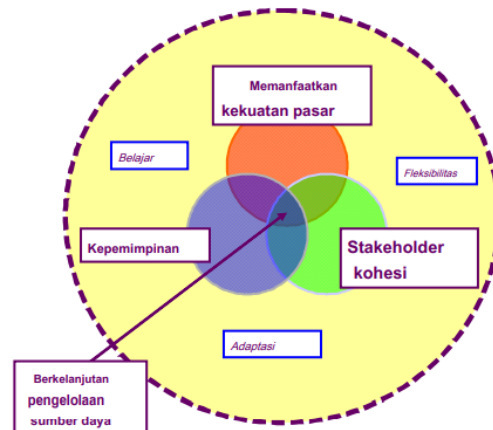 Memanfaatkan
kekuatan pasar
Belajar
Fleksibilitas
Kepemimpinan
Stakeholder
kohesi
Adaptasi
Berkelanjutan
pengelolaan
sumber daya